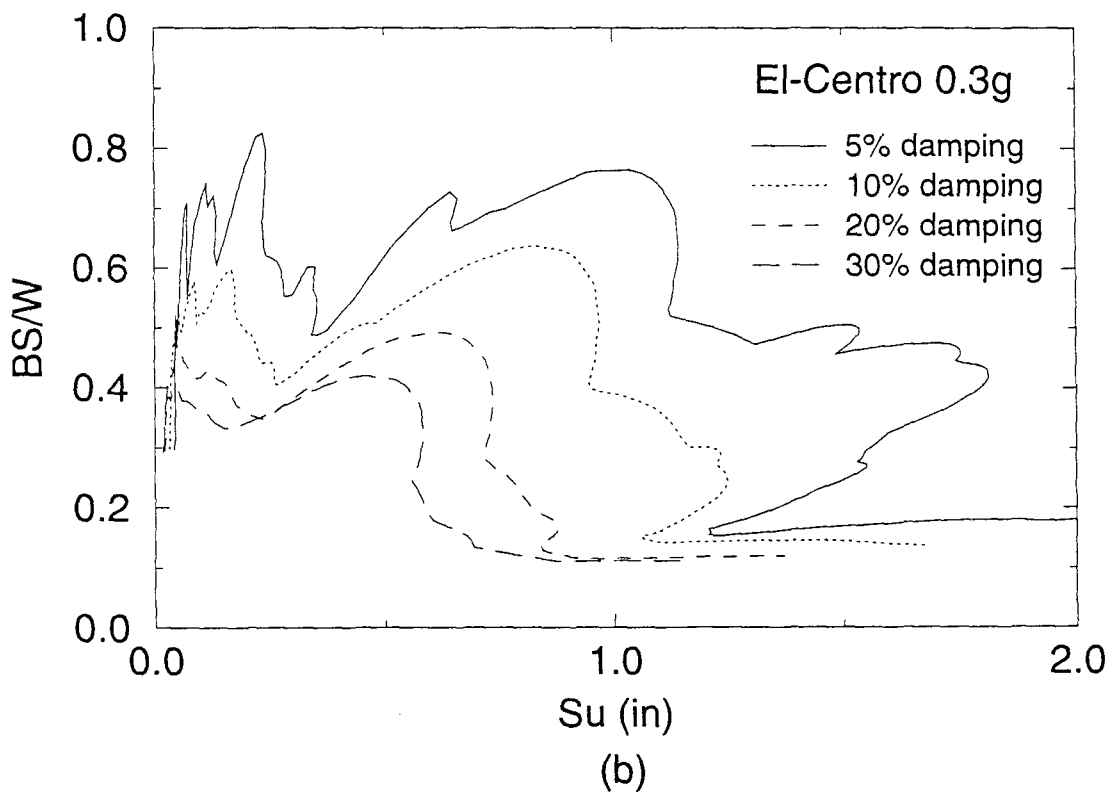 1.0
El-Centro 0.3g
0.8
5% damping
10% damping
20% damping
0.6
30% damping
BS/W
0.4
0.2
0.0
0.0
1.0
2.0
Su (in)
(b)